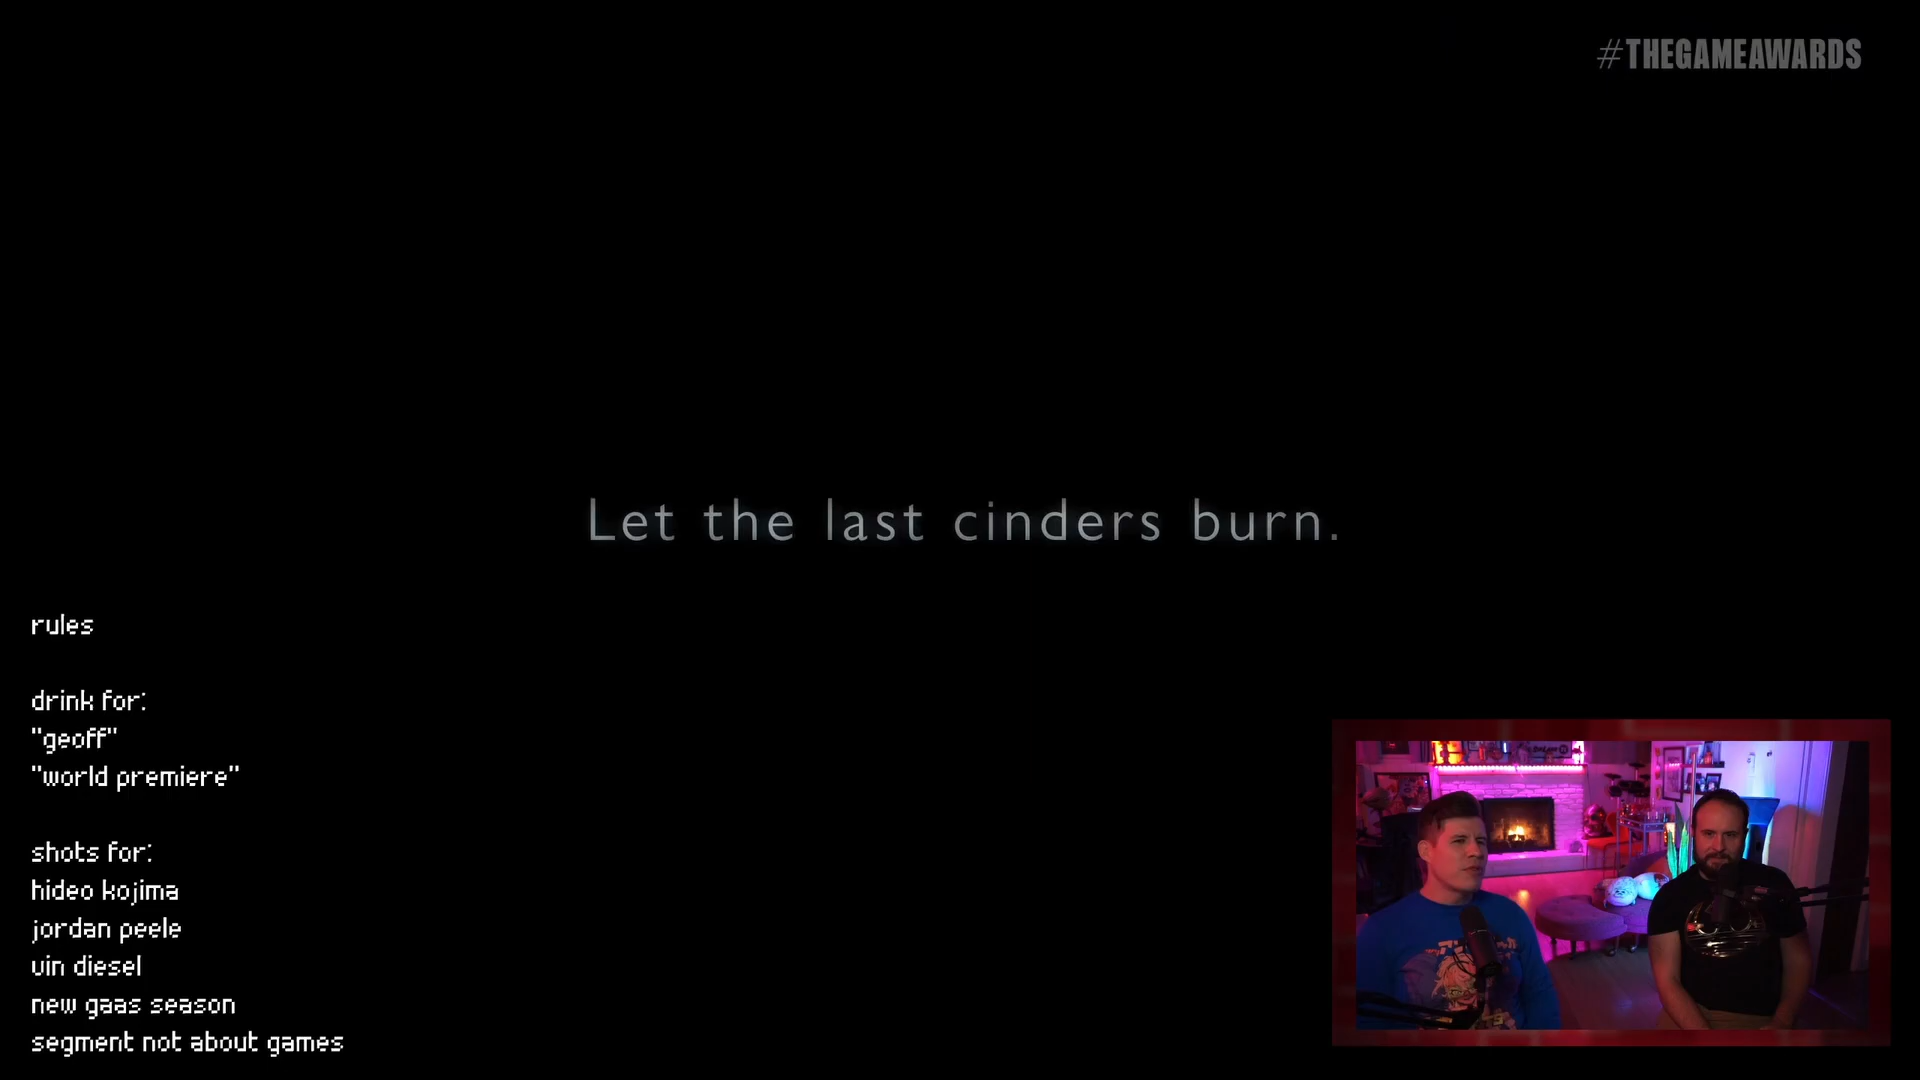 #THEGAMEAWARDS
Let the last cinders burn.
rules
drink for:
"geoff"
"world premiere"
shots for:
hideo kojima
jordan peele
vin diesel
new gaas season
segment not about games